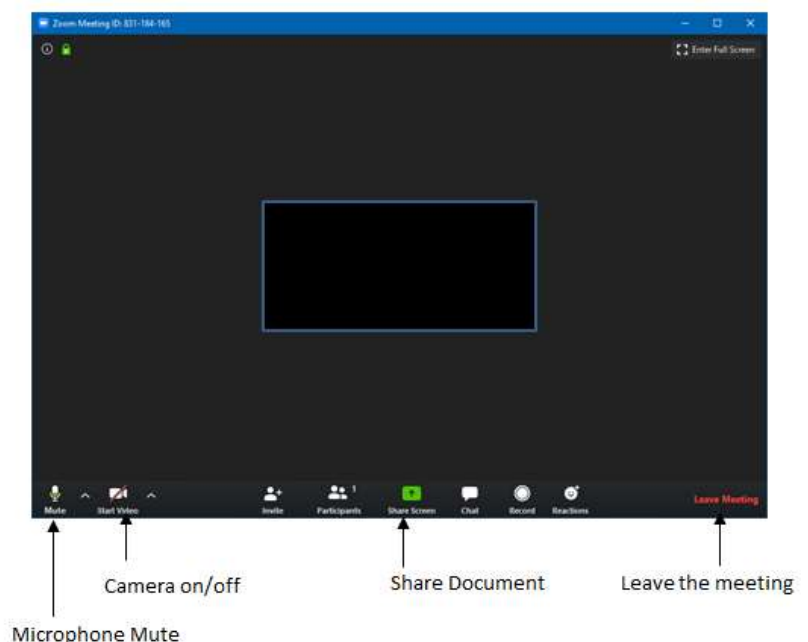 Zoom Meeting ID: 831-184-165
Enter Full Screen
1
Mute Start Video Invite Participants Share Screen Chat Record Reactions Leave Meeting
Camera on/off Share Document Leave the meeting
Microphone Mute